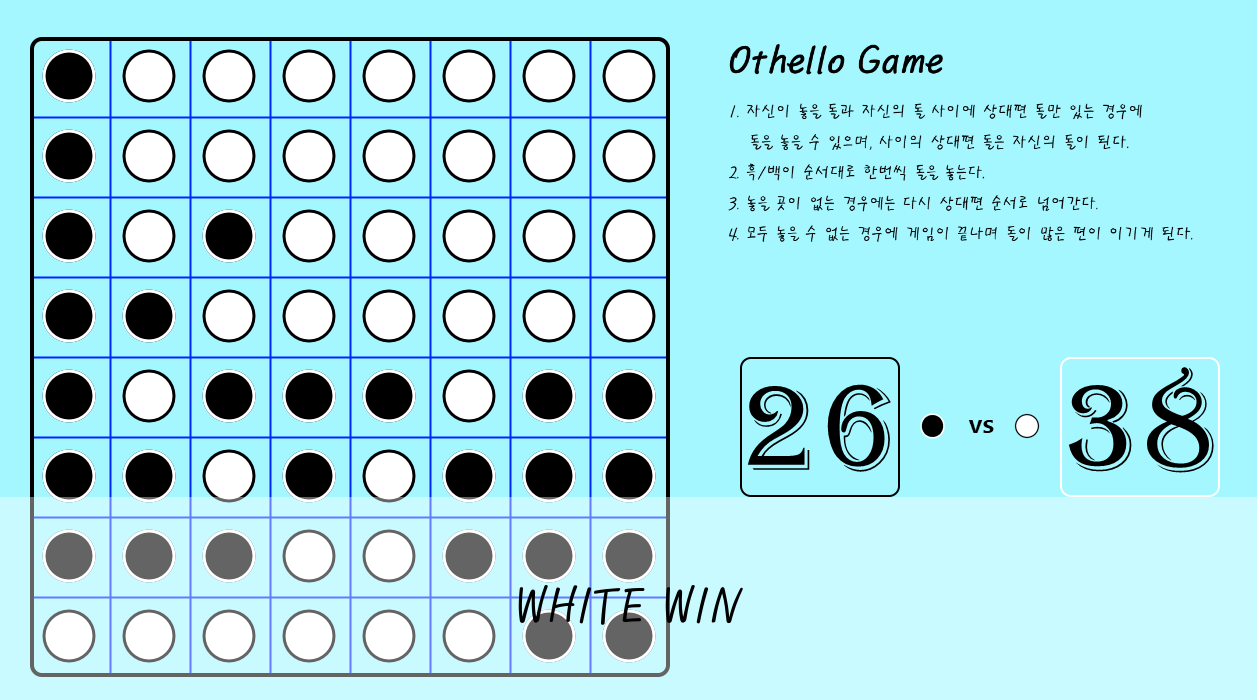 Othello Game
1. 자신이 놓을 돌과 자신의 돌 사이에 상대편 돌만 있는 경우에
돌을 놓을 수 있으며, 사이의 상대편 돌은 자신의 돌이 된다.
2. 흑/백이 순서대로 한번씩 돌을 놓는다.
3. 놓을 곳이 없는 경우에는 다시 상대편 순서로 넘어간다.
4. 모두 놓을 수 없는 경우에 게임이 끝나며 돌이 많은 편이 이기게 된다.
26 vs 38
WHITE WIN